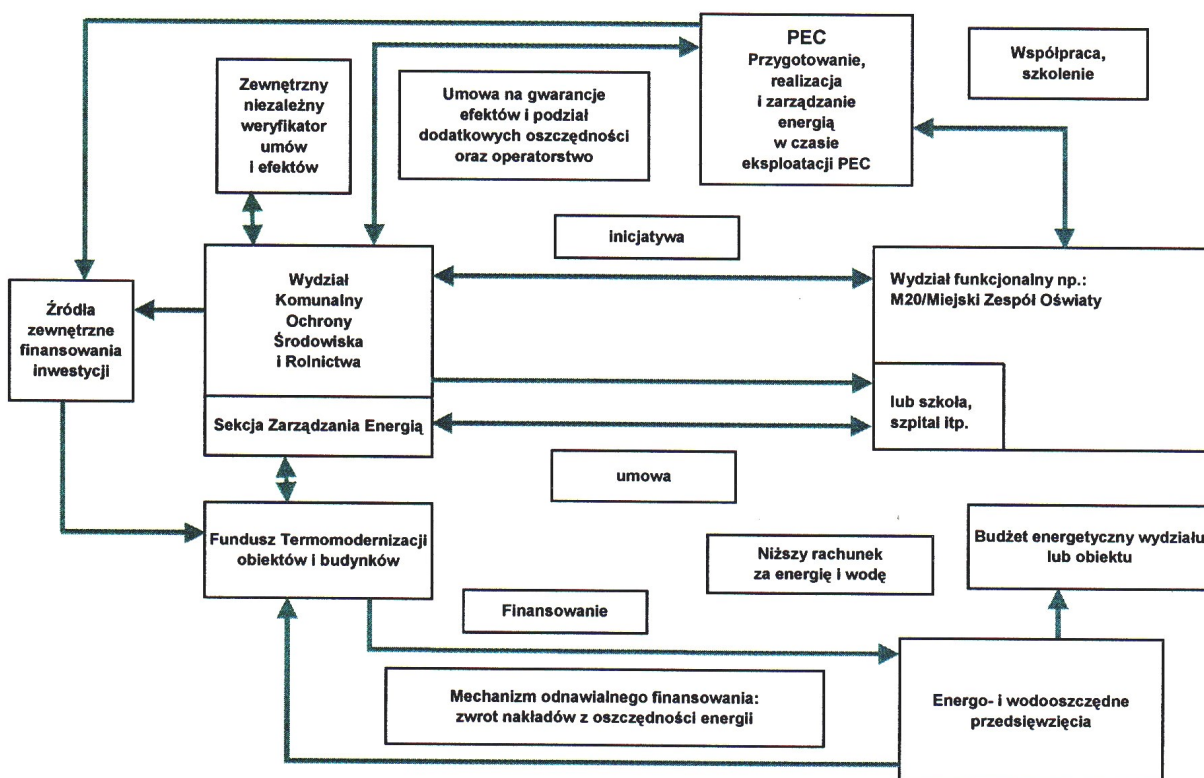 PEC
Przygotowanie,
realizacja
i zarządzanie
energią
w czasie
eksploatacji PEC
Współpraca,
szkolenie
Zewnętrzny
niezależny
weryfikator
umów
i efektów
Umowa na gwarancje
efektów i podział
dodatkowych oszczędności
oraz operatorstwo
inicjatywa
Wydział
Komunalny
Ochrony
Środowiska
i Rolnictwa
Wydział funkcjonalny np.:
M20/Miejski Zespół Oświaty
Źródła
zewnętrzne
finansowania
inwestycji
lub szkoła,
szpital itp.
Sekcja Zarządzania Energią
umowa
Fundusz Termomodernizacji
obiektów i budynków
Niższy rachunek
za energię i wodę
Budżet energetyczny wydziału
lub obiektu
Finansowanie
Mechanizm odnawialnego finansowania:
zwrot nakładów z oszczędności energii
Energo- i wodooszczędne
przedsięwzięcia